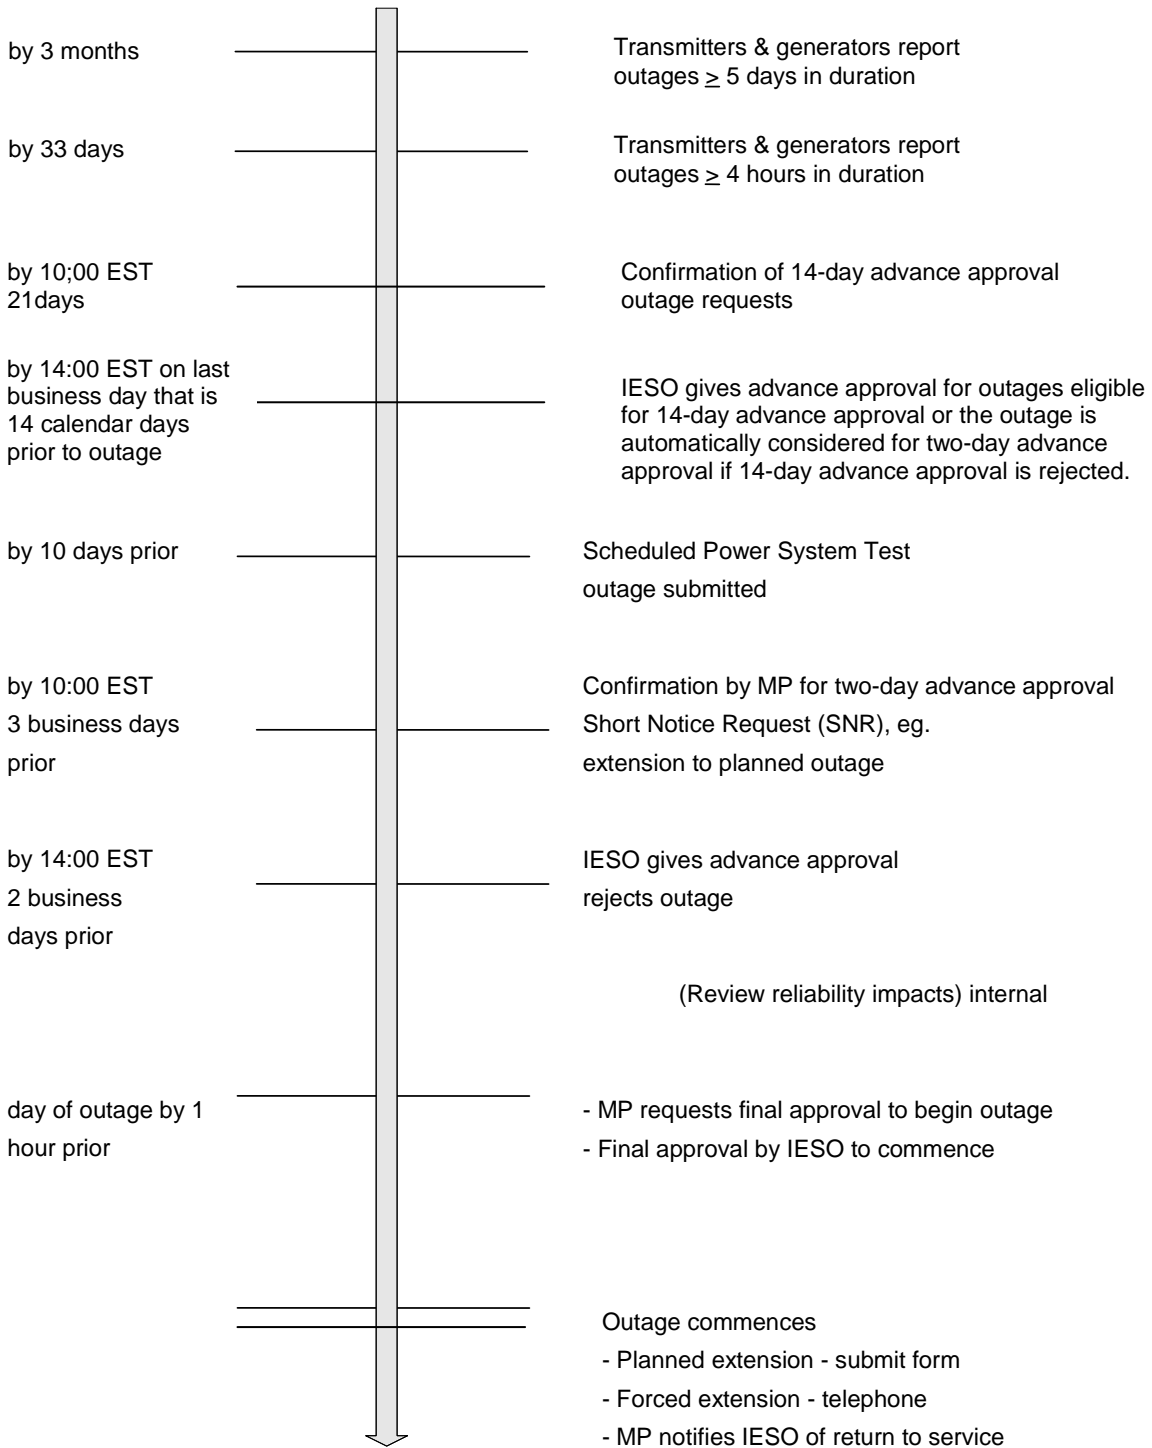 by 3 months
Transmitters & generators report
outages ≥ 5 days in duration
by 33 days
Transmitters & generators report
outages ≥ 4 hours in duration
by 10;00 EST
21days
Confirmation of 14-day advance approval
outage requests
by 14:00 EST on last
business day that is
14 calendar days
prior to outage
IESO gives advance approval for outages eligible
for 14-day advance approval or the outage is
automatically considered for two-day advance
approval if 14-day advance approval is rejected.
by 10 days prior
Scheduled Power System Test
outage submitted
by 10:00 EST
3 business days
prior
Confirmation by MP for two-day advance approval
Short Notice Request (SNR), eg.
extension to planned outage
by 14:00 EST
2 business
days prior
IESO gives advance approval
rejects outage
(Review reliability impacts) internal
day of outage by 1
hour prior
- MP requests final approval to begin outage
- Final approval by IESO to commence
Outage commences
- Planned extension - submit form
- Forced extension - telephone
- MP notifies IESO of return to service